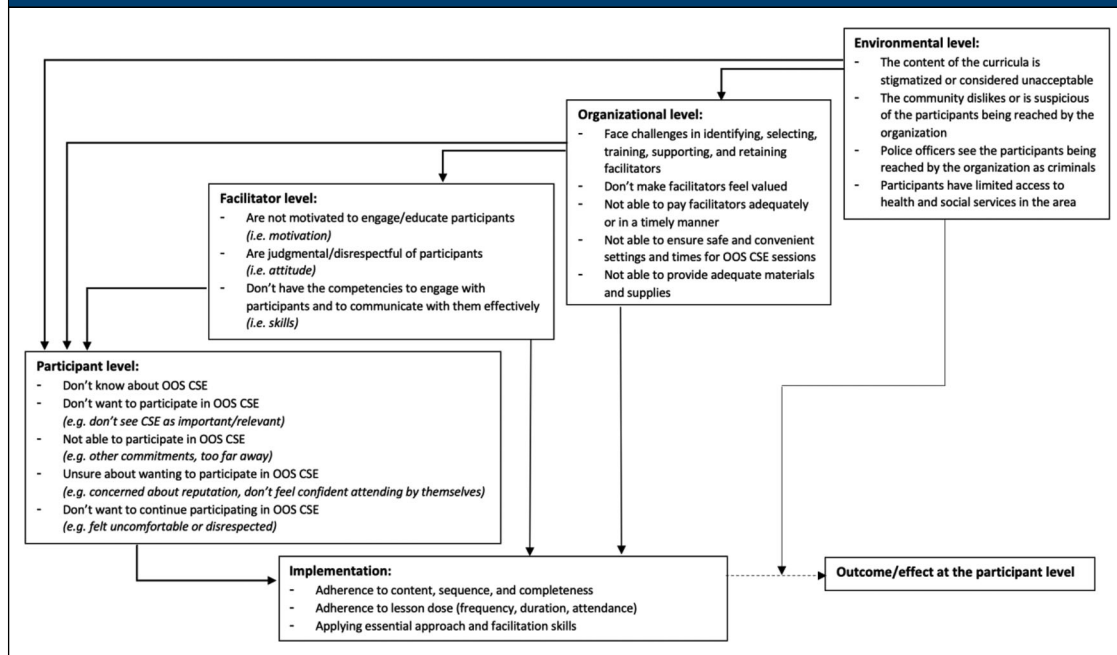 Environmental level:
- The content of the curricula is
stigmatized or considered unacceptable
- The community dislikes or is suspicious
of the participants being reached by the
organization
- Police officers see the participants being
reached by the organization as criminals
- Participants have limited access to
health and social services in the area
Organizational level:
- Face challenges in identifying, selecting,
training, supporting, and retaining
facilitators
- Don't make facilitators feel valued
- Not able to pay facilitators adequately
or in a timely manner
- Not able to ensure safe and convenient
settings and times for OOS CSE sessions
- Not able to provide adequate materials
and supplies
Facilitator level:
- Are not motivated to engage/educate participants
(i.e. motivation)
- Are judgmental/disrespectful of participants
(i.e. attitude)
- Don't have the competencies to engage with
participants and to communicate with them effectively
(i.e. skills)
Participant level:
- Don't know about OOS CSE
- Don't want to participate in OOS CSE
(e.g. don't see CSE as important/relevant)
- Not able to participate in OOS CSE
(e.g. other commitments, too far away)
- Unsure about wanting to participate in OOS CSE
(e.g. concerned about reputation, don't feel confident attending by themselves)
- Don't want to continue participating in OOS CSE
(e.g. felt uncomfortable or disrespected)
Implementation:
- Adherence to content, sequence, and completeness
- Adherence to lesson dose (frequency, duration, attendance)
- Applying essential approach and facilitation skills
Outcome/effect at the participant level